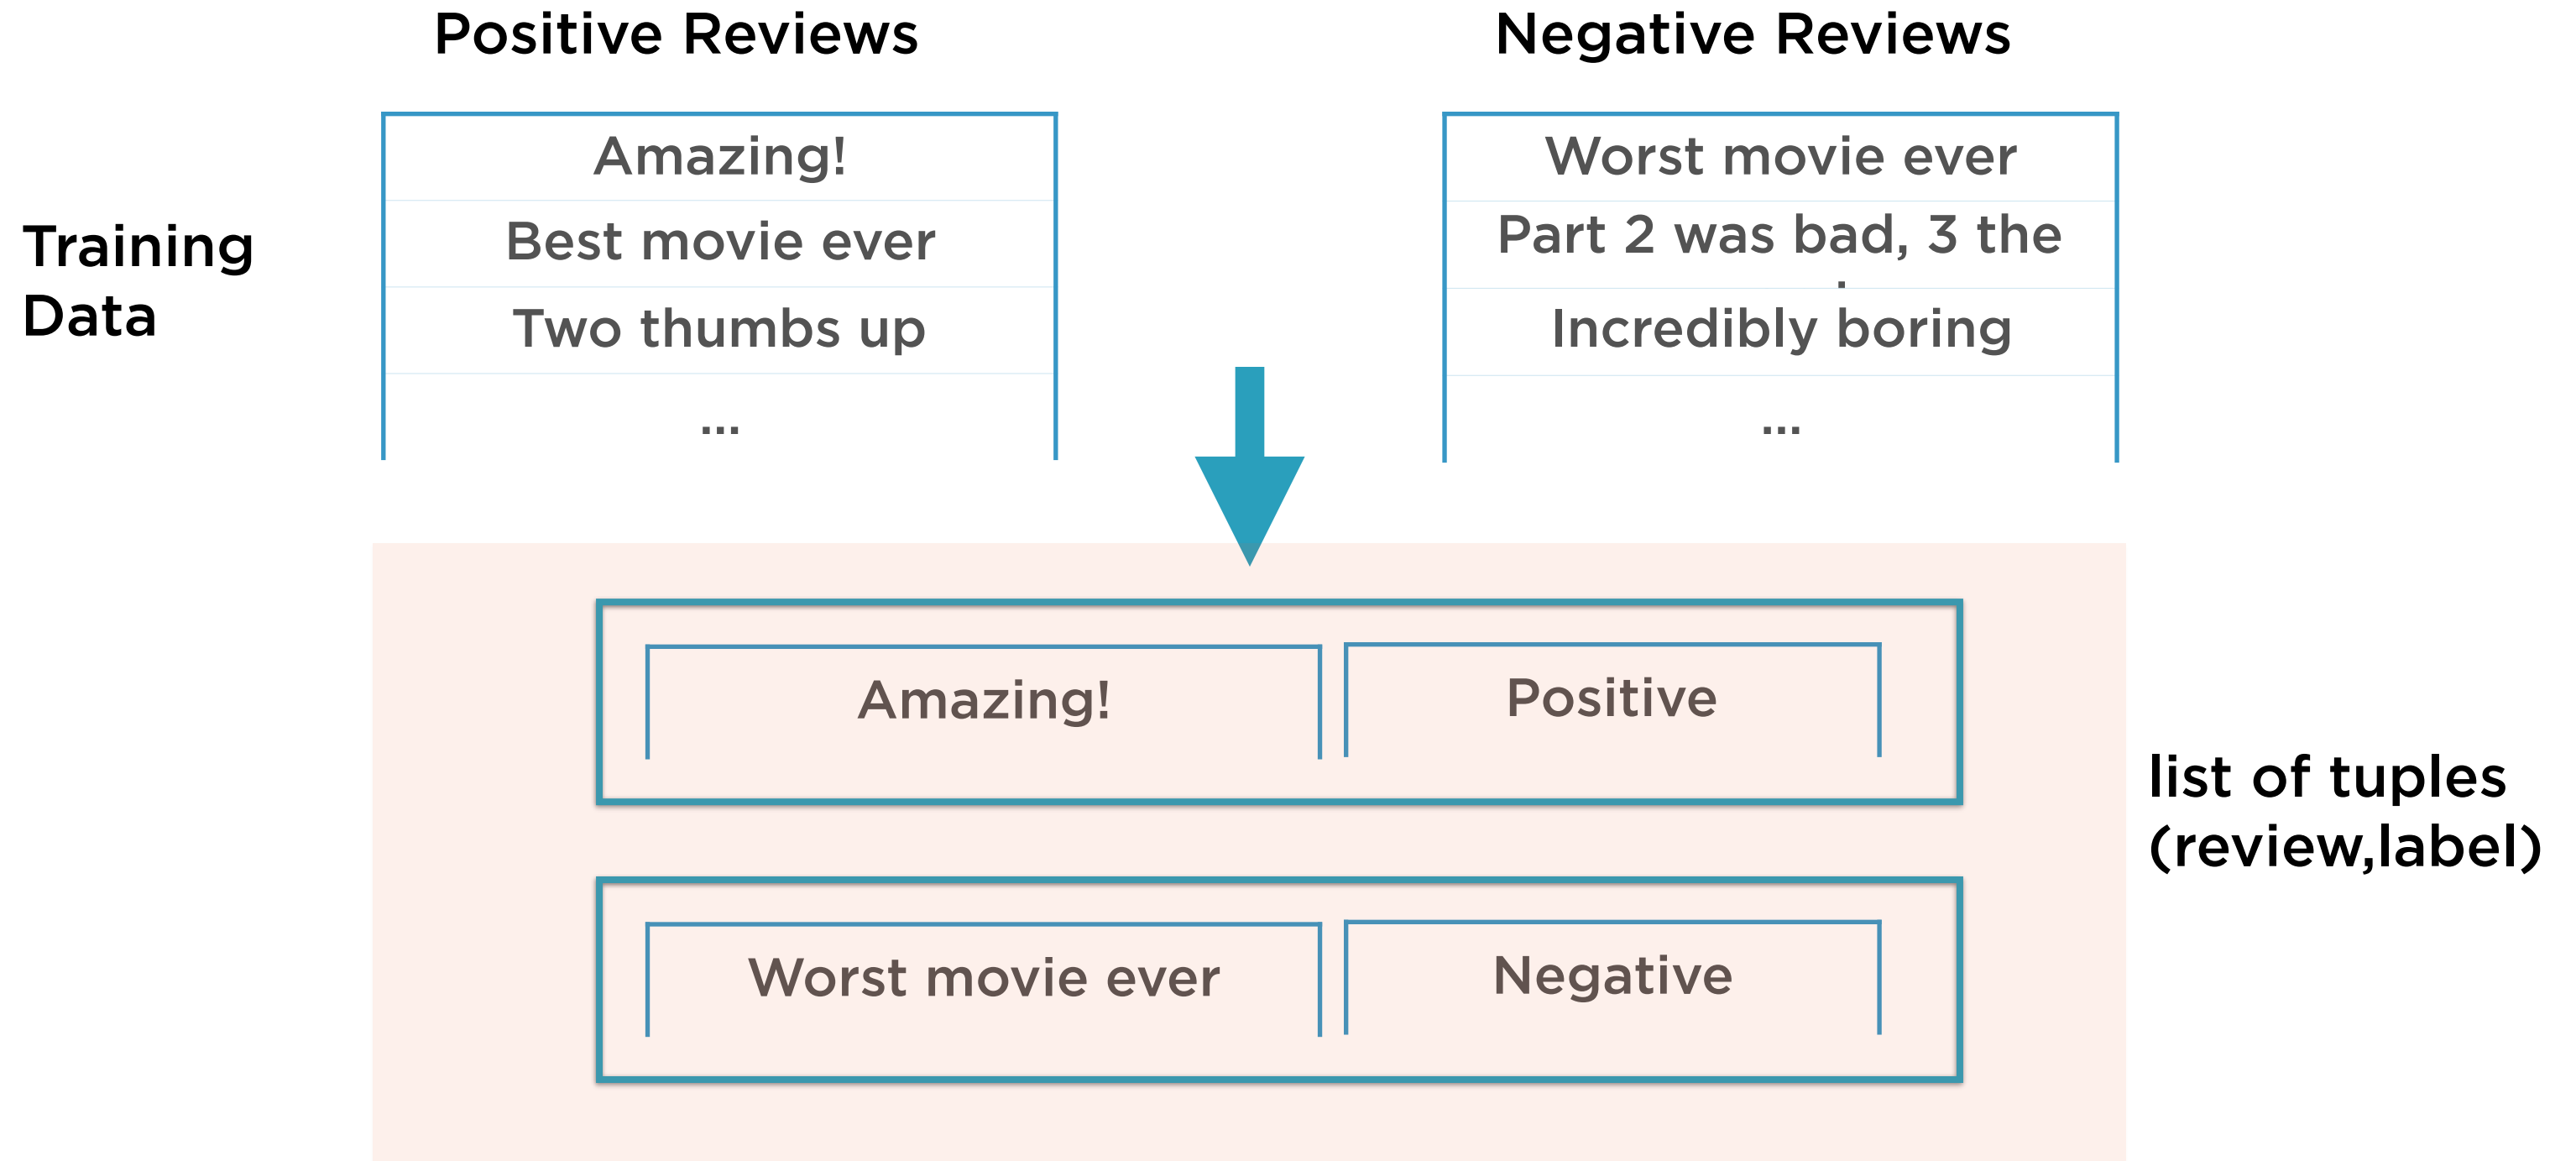 Positive Reviews
Negative Reviews
Training
Data
Amazing!
Best movie ever
Two thumbs up
...
Worst movie ever
Part 2 was bad, 3 the
Incredibly boring
...
Amazing!
Positive
Worst movie ever
Negative
list of tuples
(review,label)